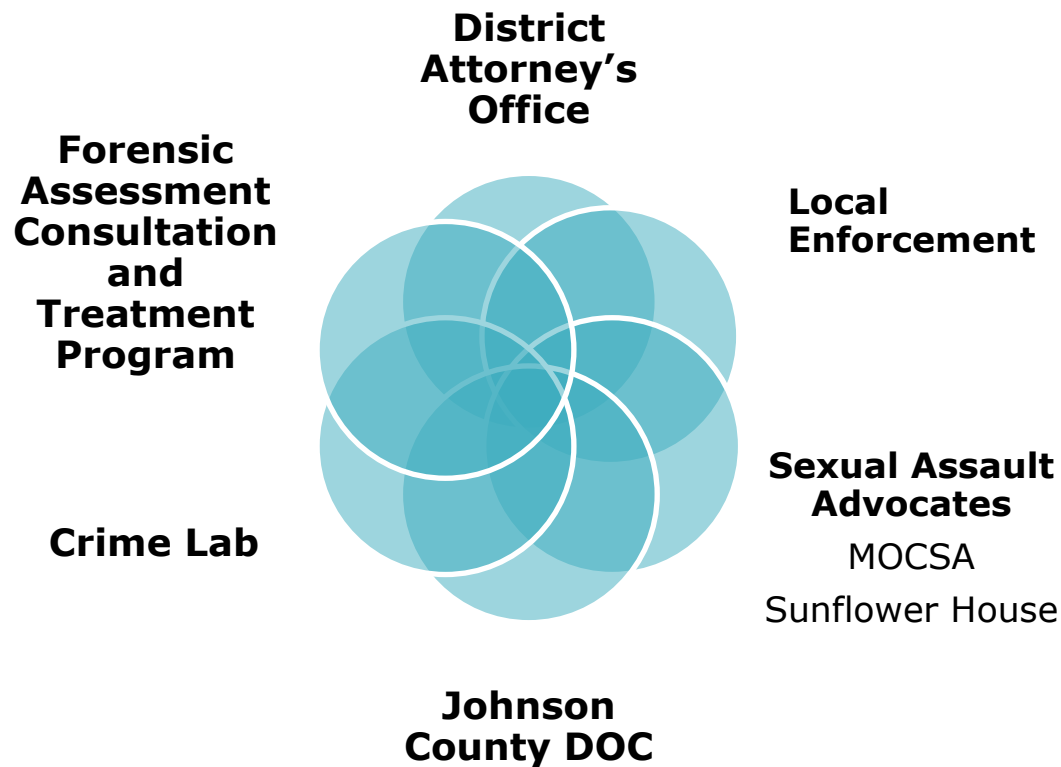 District
Attorney’s
Office
Forensic
Assessment
Consultation
and
Treatment
Program
Local
Enforcement
Sexual Assault
Advocates
MOCSA
Sunflower House
Crime Lab
Johnson
County DOC